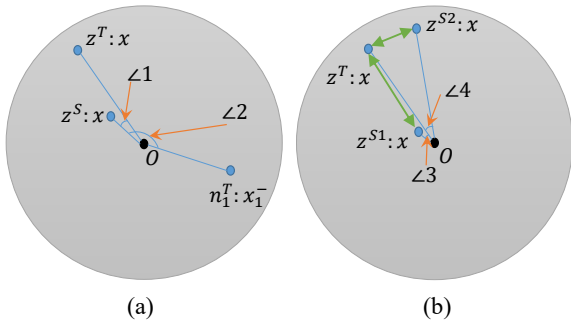 z^T: x
∠1
z^S: x
∠2
O
n_1^T: x_1^-
(a)
z^{S2}: x
z^T: x
∠4
z^{S1}: x
O
∠3
(b)